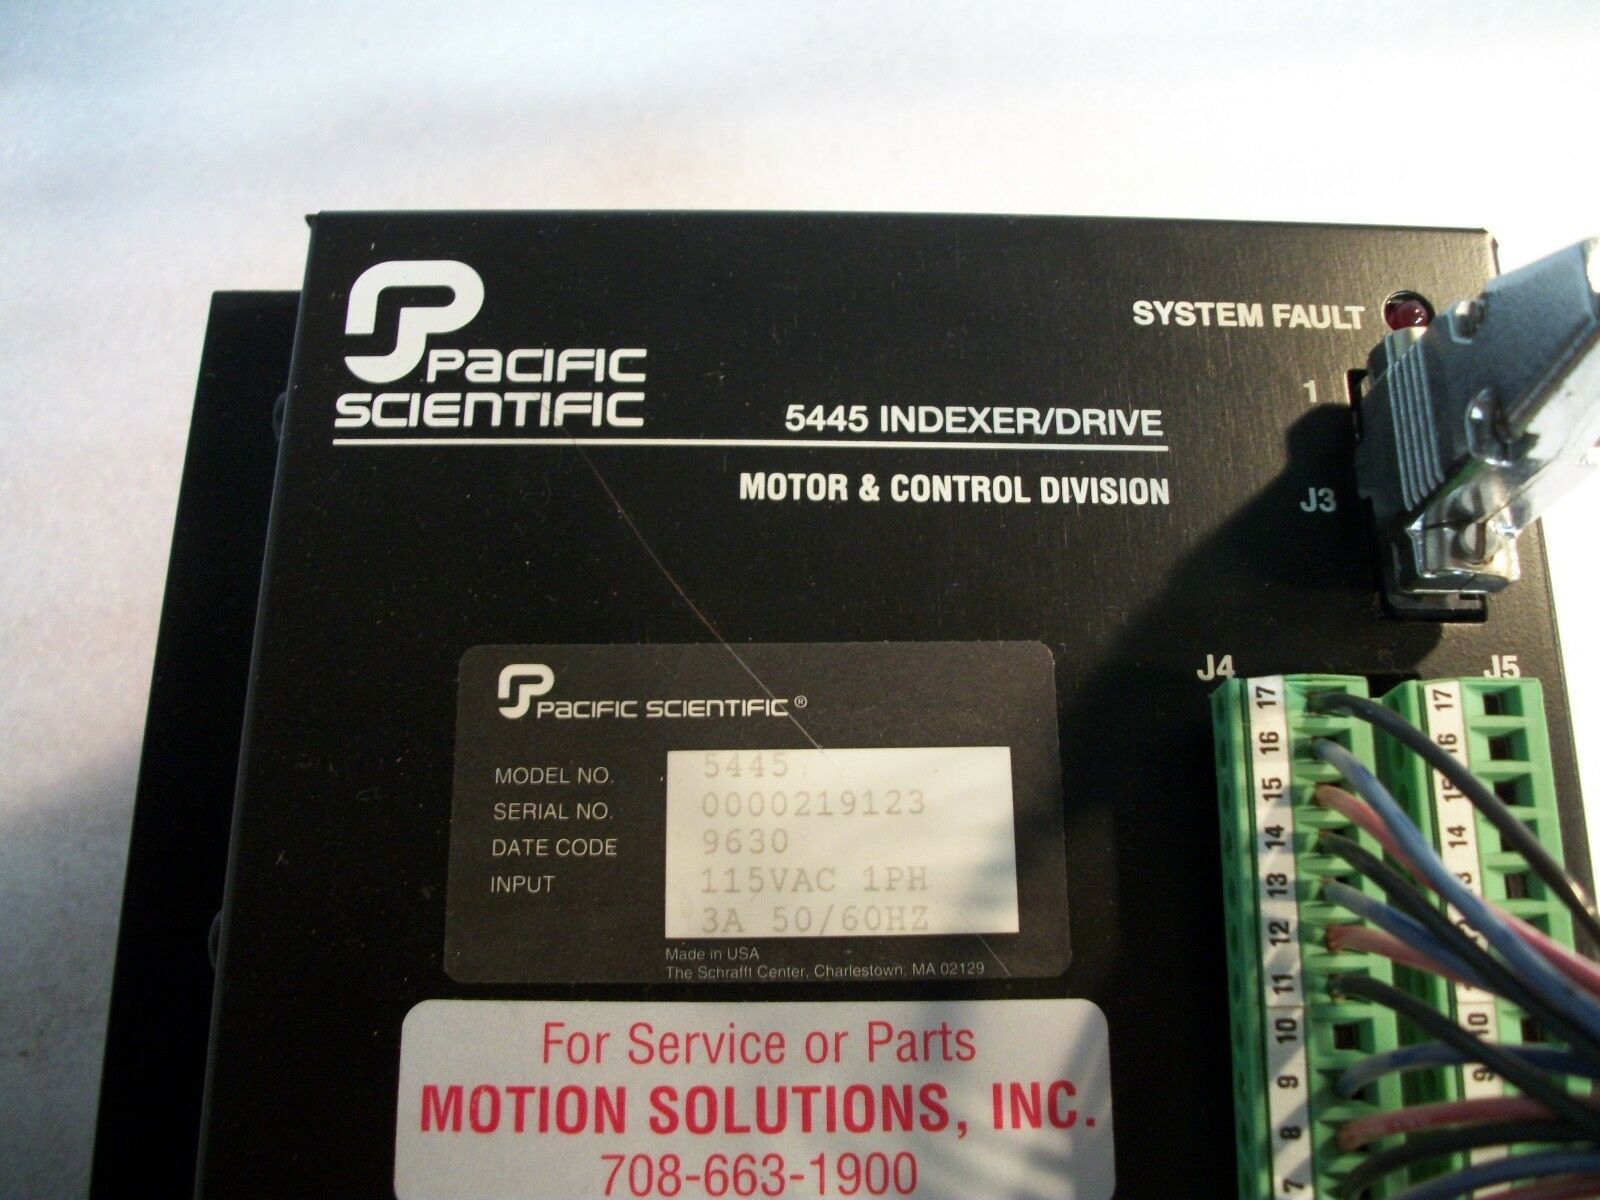 PACIFIC
SCIENTIFIC
5445 INDEXER/DRIVE
MOTOR & CONTROL DIVISION
SYSTEM FAULT
1
J3
PACIFIC SCIENTIFIC®
MODEL NO. 5445
SERIAL NO. 0000219123
DATE CODE 9630
INPUT 115VAC 1PH
3A 50/60HZ
Made in USA
The Schrafft Center, Charlestown, MA 02129
For Service or Parts
MOTION SOLUTIONS, INC.
708-663-1900
J4
17
16
15
14
13
12
11
10
9
8
7
J5
17
16
14
10
9